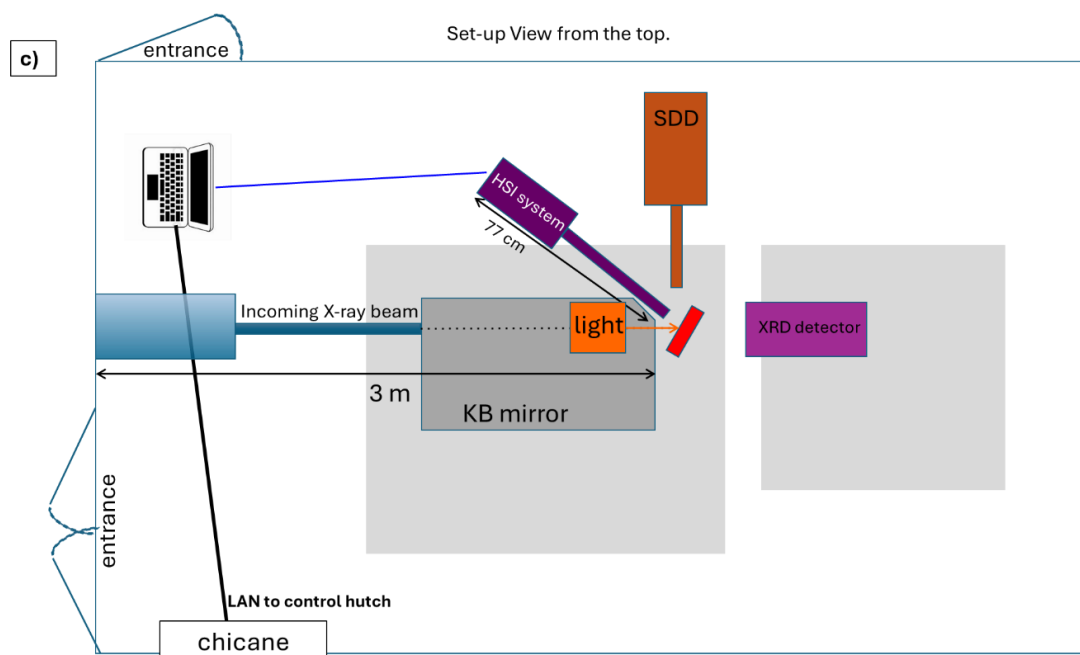 Set-up View from the top.
c)
entrance
SDD
HSI system
77 cm
Incoming X-ray beam
light
XRD detector
3 m
KB mirror
entrance
LAN to control hutch
chicane